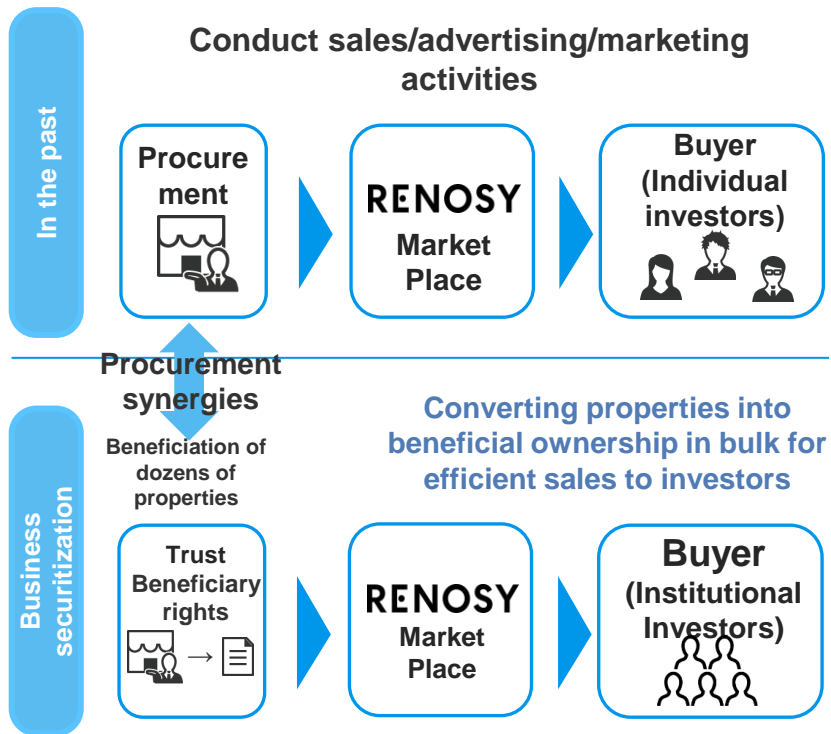 In the past
Conduct sales/advertising/marketing
activities
Procure
ment
RENOSY
Market
Place
Buyer
(Individual
investors)
Procurement
synergies
Business
securitization
Beneficiation of
dozens of
properties
Converting properties into
beneficial ownership in bulk for
efficient sales to investors
Trust
Beneficiary
rights
→
RENOSY
Market
Place
Buyer
(Institutional
Investors)